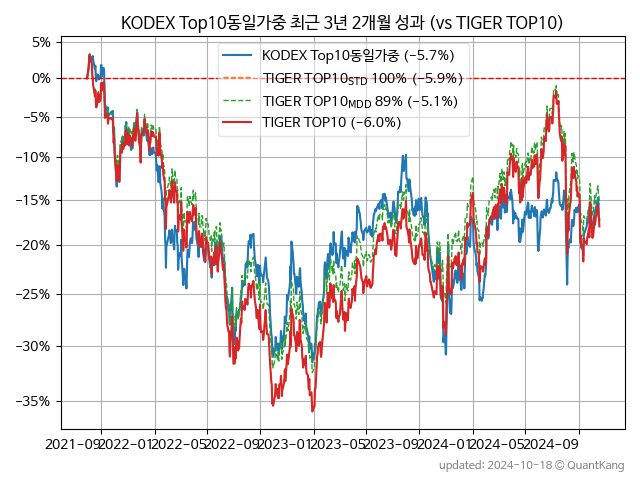 KODEX Top10동일가중 최근 3년 2개월 성과 (vs TIGER TOP10)
KODEX Top10동일가중 (−5.7%)
TIGER TOP10STD 100% (−5.9%)
TIGER TOP10MDD 89% (−5.1%)
TIGER TOP10 (−6.0%)
5%
0%
−5%
−10%
−15%
−20%
−25%
−30%
−35%
2021-09 2022-01 2022-05 2022-09 2023-01 2023-05 2023-09 2024-01 2024-05 2024-09
updated: 2024-10-18 © QuantKang